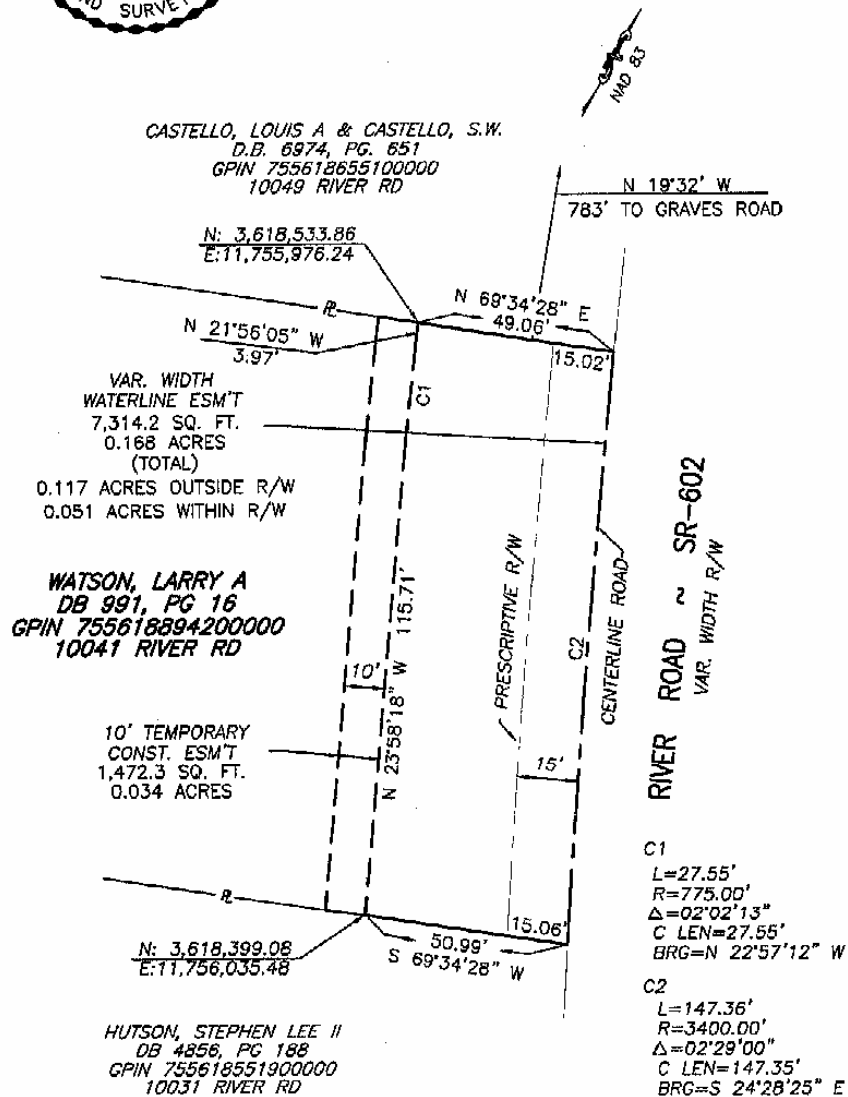 ND SURVEY
NAD 83
CASTELLO, LOUIS A & CASTELLO, S.W.
D.B. 6974, PG. 651
GPIN 755618655100000
10049 RIVER RD
N 19°32' W
783' TO GRAVES ROAD
N: 3,618,533.86
E:11,755,976.24
PL
N 69°34'28" E
49.06'
15.02'
N 21°56'05" W
3.97'
C1
VAR. WIDTH
WATERLINE ESM'T
7,314.2 SQ. FT.
0.168 ACRES
(TOTAL)
0.117 ACRES OUTSIDE R/W
0.051 ACRES WITHIN R/W
WATSON, LARRY A
DB 991, PG 16
GPIN 755618894200000
10041 RIVER RD
10'
N 23°58'18" W 115.71'
PRESCRIPTIVE R/W
C2
CENTERLINE ROAD
RIVER ROAD ~ SR-602
VAR. WIDTH R/W
10' TEMPORARY
CONST. ESM'T
1,472.3 SQ. FT.
0.034 ACRES
15'
PL
15.06'
50.99'
S 69°34'28" W
N: 3,618,399.08
E:11,756,035.48
HUTSON, STEPHEN LEE II
DB 4856, PG 188
GPIN 755618551900000
10031 RIVER RD
C1
L=27.55'
R=775.00'
Δ=02°02'13"
C LEN=27.55'
BRG=N 22°57'12" W
C2
L=147.36'
R=3400.00'
Δ=02°29'00"
C LEN=147.35'
BRG=S 24°28'25" E